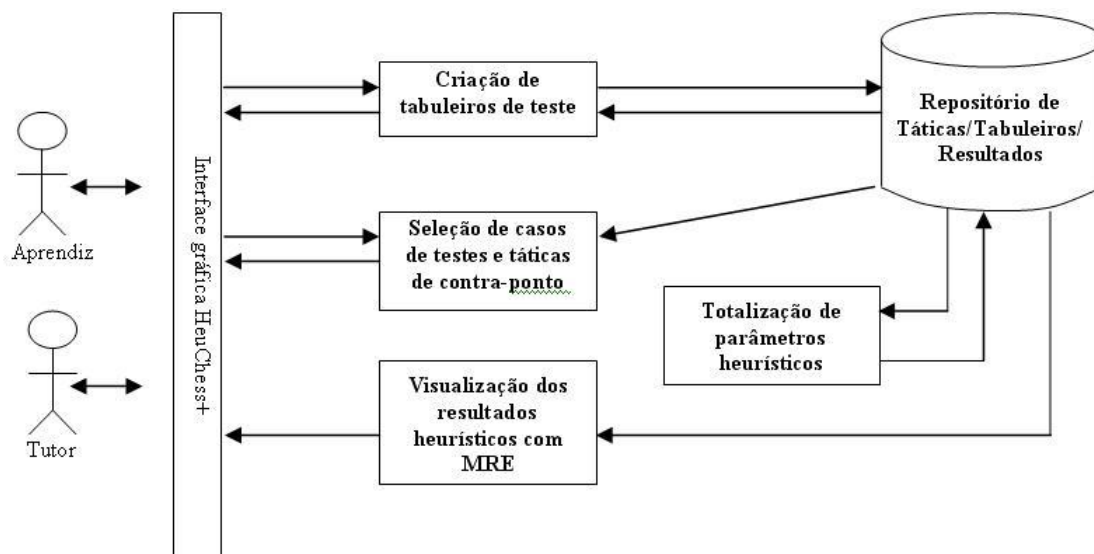 Criação de
tabuleiros de teste
Repositório de
Táticas/Tabuleiros/
Resultados
Aprendiz
Interface gráfica HeuChess+
Seleção de casos
de testes e táticas
de contra-ponto
Totalização de
parâmetros
heurísticos
Tutor
Visualização dos
resultados
heurísticos com
MRE